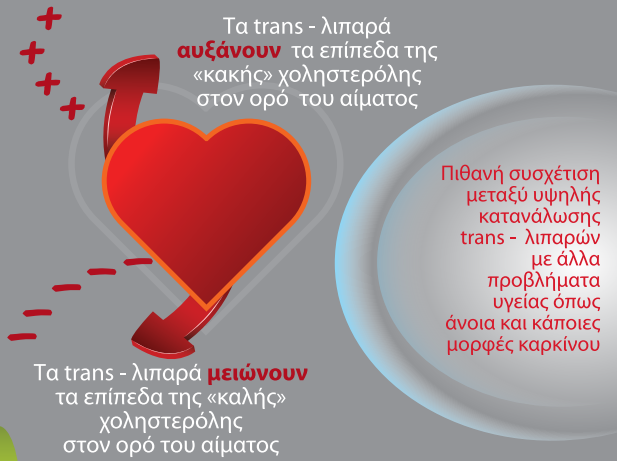 Τα trans - λιπαρά
αυξάνουν τα επίπεδα της
«κακής» χοληστερόλης
στον ορό του αίματος
Πιθανή συσχέτιση
μεταξύ υψηλής
κατανάλωσης
trans - λιπαρών
με άλλα
προβλήματα
υγείας όπως
άνοια και κάποιες
μορφές καρκίνου
Τα trans - λιπαρά μειώνουν
τα επίπεδα της «καλής»
χοληστερόλης
στον ορό του αίματος